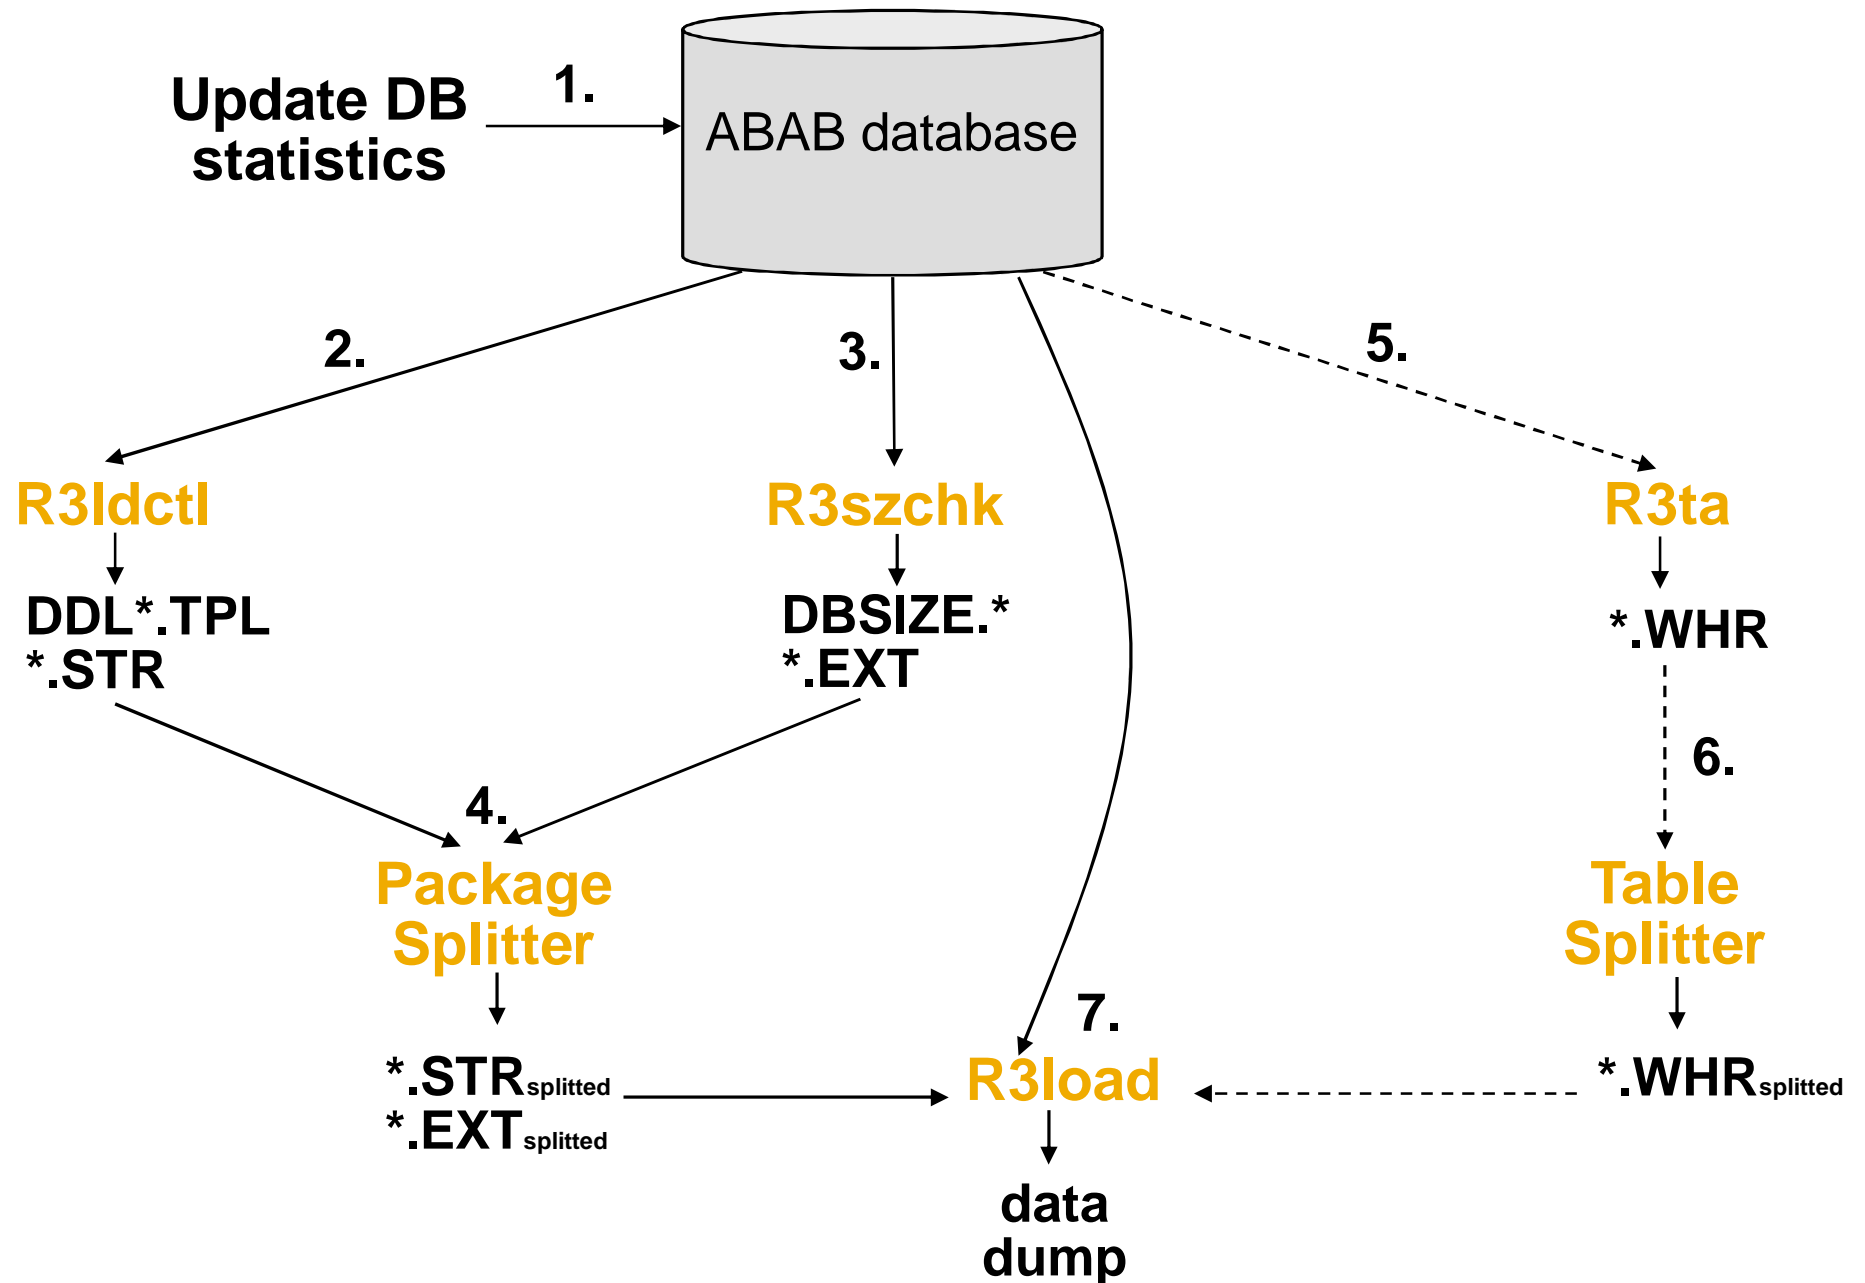 Update DB
statistics
1.
ABAB database
2.
3.
5.
R3ldctl
R3szchk
R3ta
DDL*.TPL
*.STR
DBSIZE.*
*.EXT
*.WHR
6.
4.
Package
Splitter
Table
Splitter
7.
*.STRsplitted
*.EXTsplitted
R3load
*.WHRsplitted
data
dump